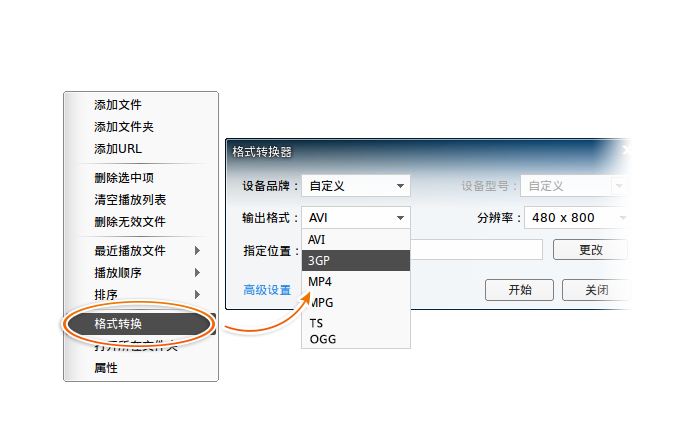 添加文件
添加文件夹
添加URL
删除选中项
清空播放列表
删除无效文件
最近播放文件
播放顺序
排序
格式转换
打开所在文件夹
属性
格式转换器
设备品牌： 自定义 设备型号： 自定义
输出格式： AVI 分辨率： 480 x 800
指定位置： 更改
高级设置 开始 关闭
AVI
3GP
MP4
MPG
TS
OGG